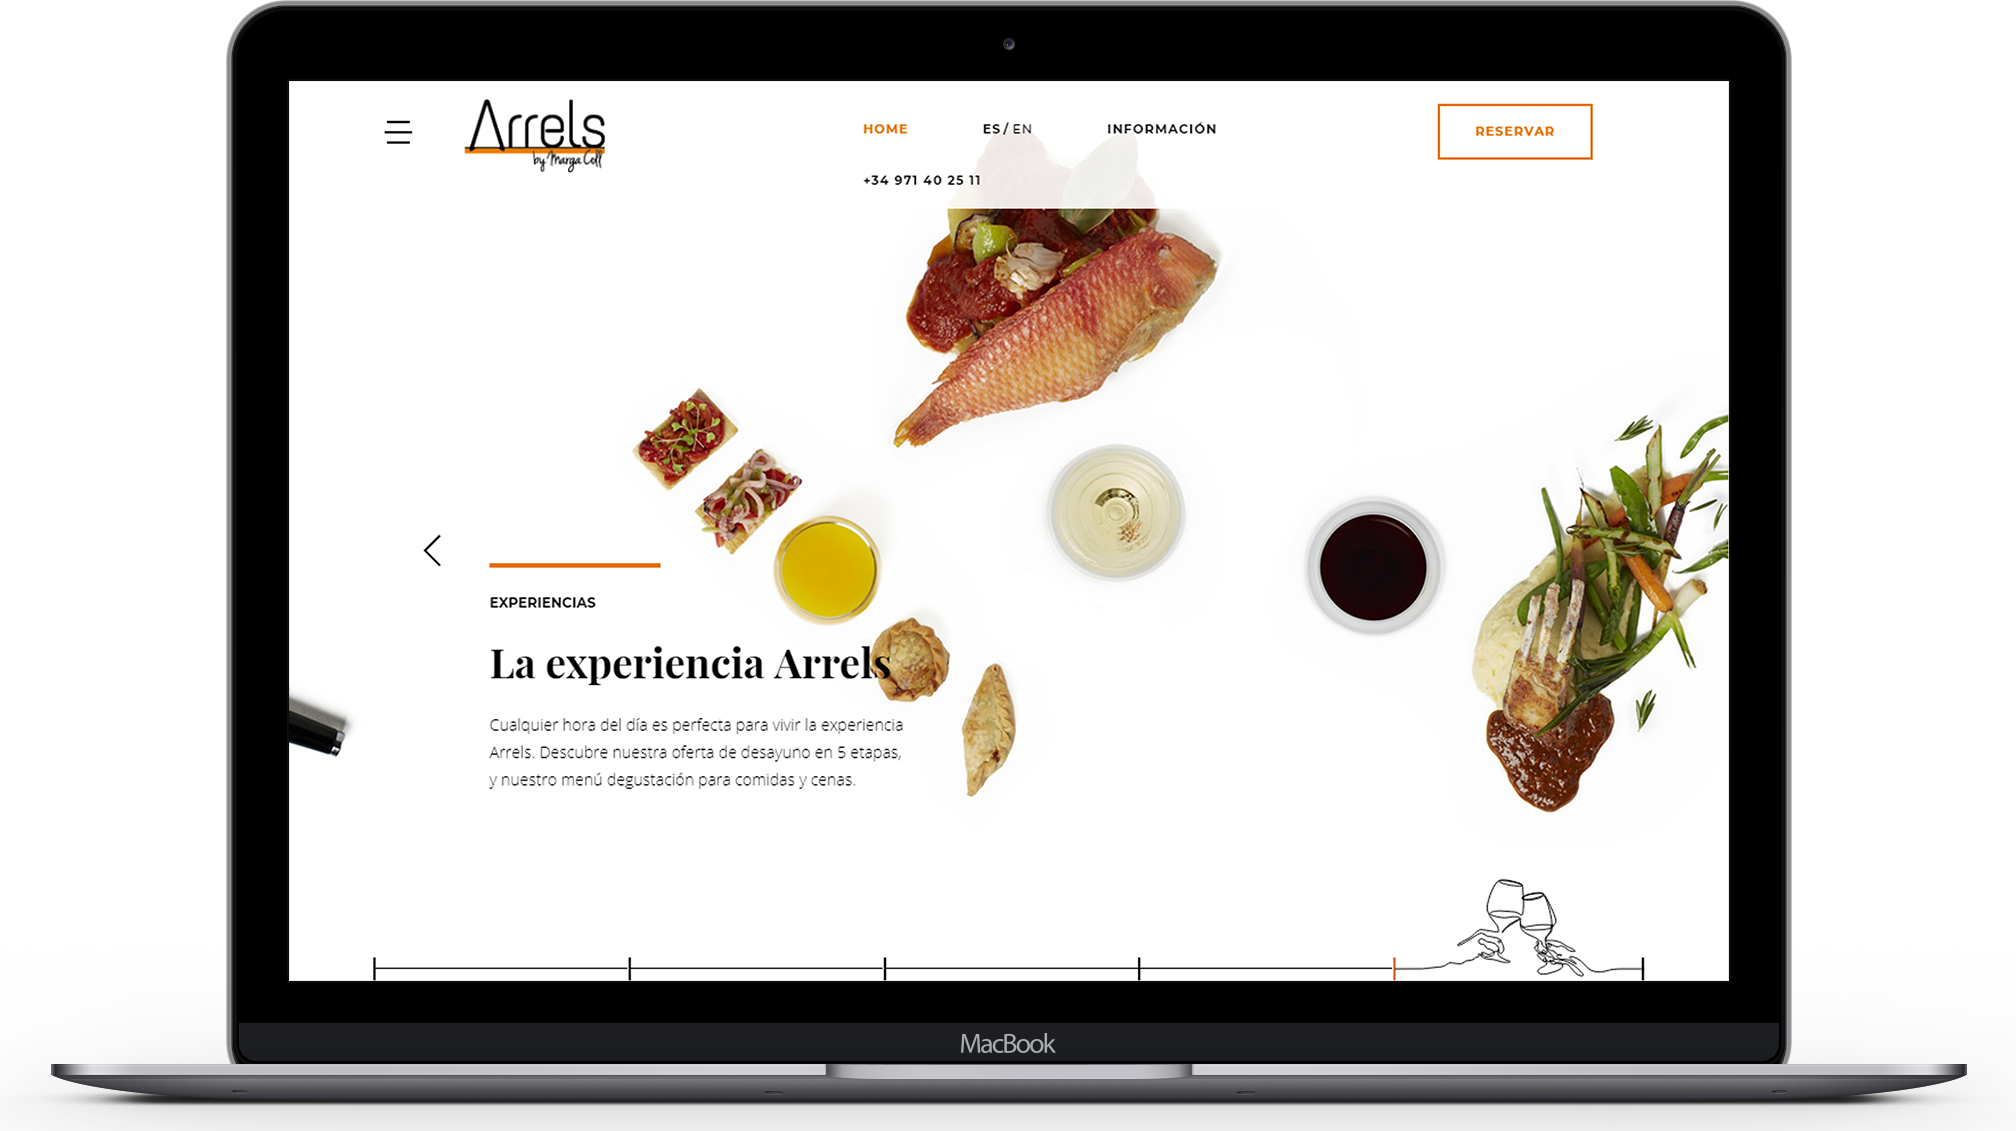 Arrels
by Marga Coll
HOME
ES / EN
INFORMACIÓN
RESERVAR
+34 971 40 25 11
EXPERIENCIAS
La experiencia Arrels
Cualquier hora del día es perfecta para vivir la experiencia
Arrels. Descubre nuestra oferta de desayuno en 5 etapas,
y nuestro menú degustación para comidas y cenas.
MacBook